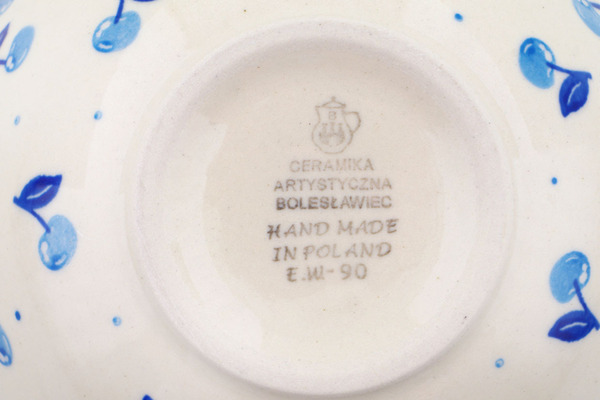 CERAMIKA
ARTYSTYCZNA
BOLESŁAWIEC
HAND MADE
IN POLAND
E.W-90